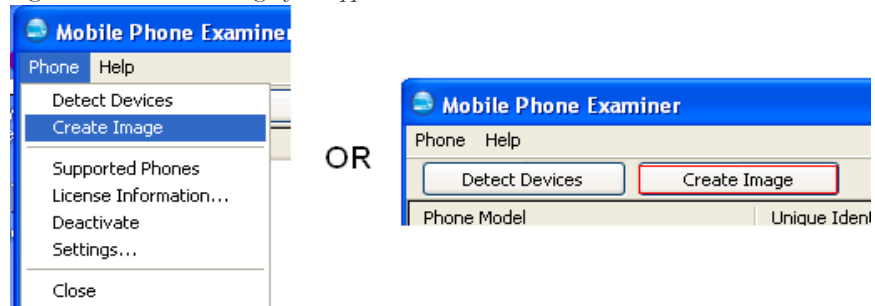 Mobile Phone Examiner
Phone Help
Detect Devices
Create Image
Supported Phones
License Information...
Deactivate
Settings...
Close
OR
Mobile Phone Examiner
Phone Help
Detect Devices Create Image
Phone Model Unique Ident